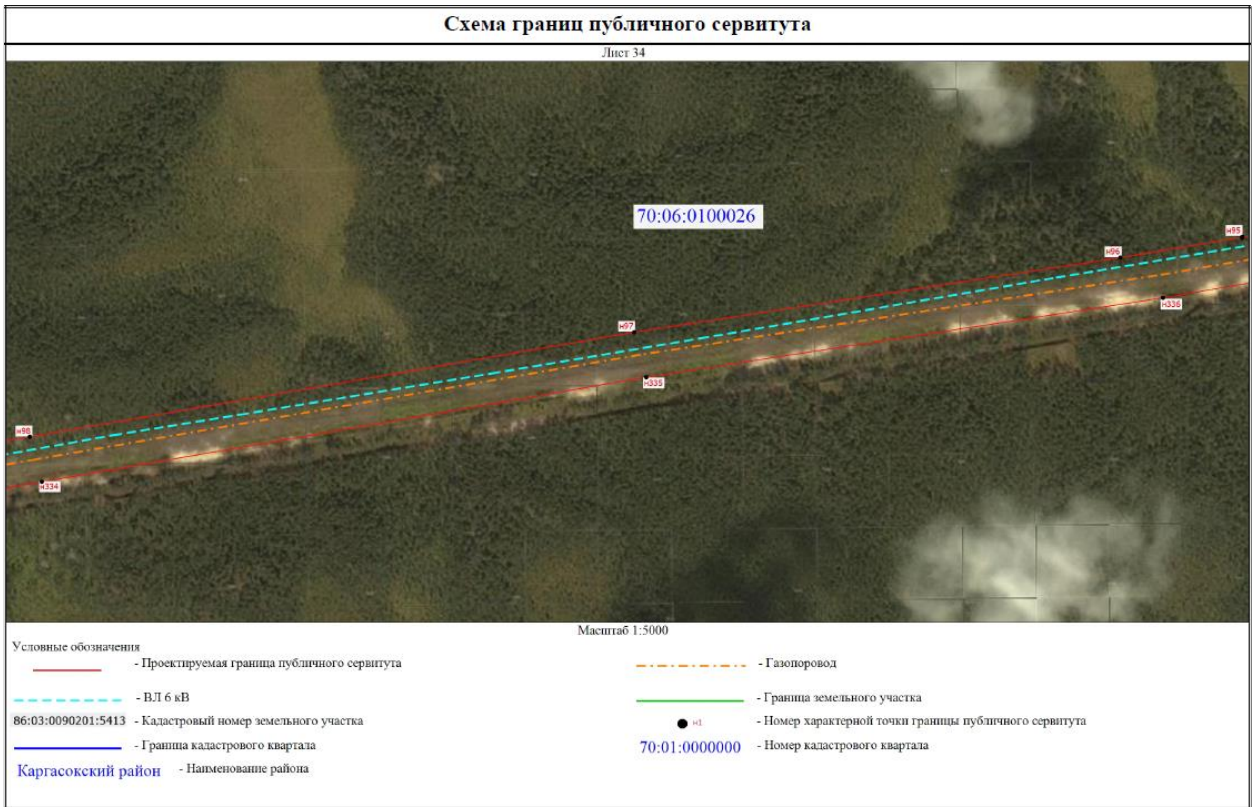 Схема границ публичного сервитута
Лист 34
70:06:0100026
н95
н96
н336
н97
н335
н98
н334
Масштаб 1:5000
Условные обозначения
- Проектируемая граница публичного сервитута
- Газопоровод
- ВЛ 6 кВ
- Граница земельного участка
86:03:0090201:5413 - Кадастровый номер земельного участка
н1 - Номер характерной точки границы публичного сервитута
- Граница кадастрового квартала
70:01:0000000 - Номер кадастрового квартала
Каргасокский район - Наименование района